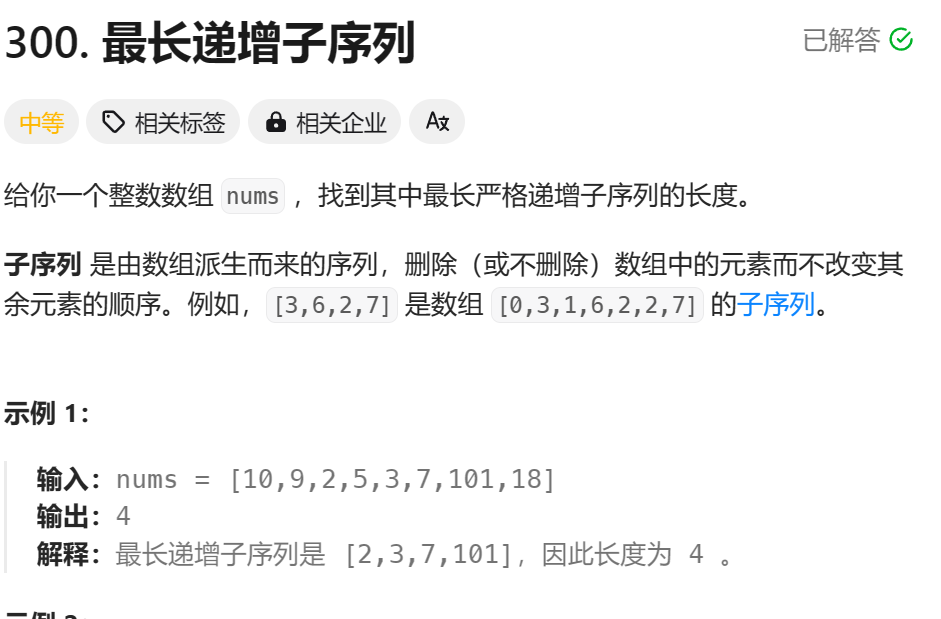 300. 最长递增子序列
已解答
中等
相关标签
相关企业
给你一个整数数组 nums ，找到其中最长严格递增子序列的长度。
子序列 是由数组派生而来的序列，删除（或不删除）数组中的元素而不改变其
余元素的顺序。例如，[3,6,2,7] 是数组 [0,3,1,6,2,2,7] 的子序列。
示例 1：
输入：nums = [10,9,2,5,3,7,101,18]
输出：4
解释：最长递增子序列是 [2,3,7,101]，因此长度为 4 。